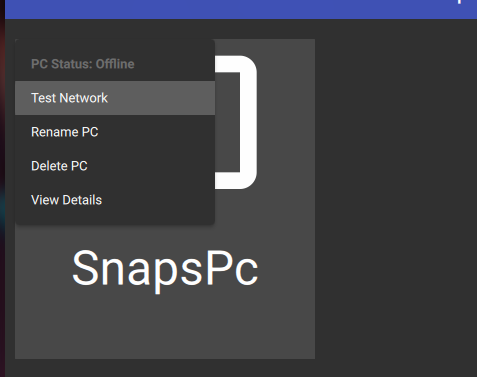 PC Status: Offline
Test Network
Rename PC
Delete PC
View Details
SnapsPc